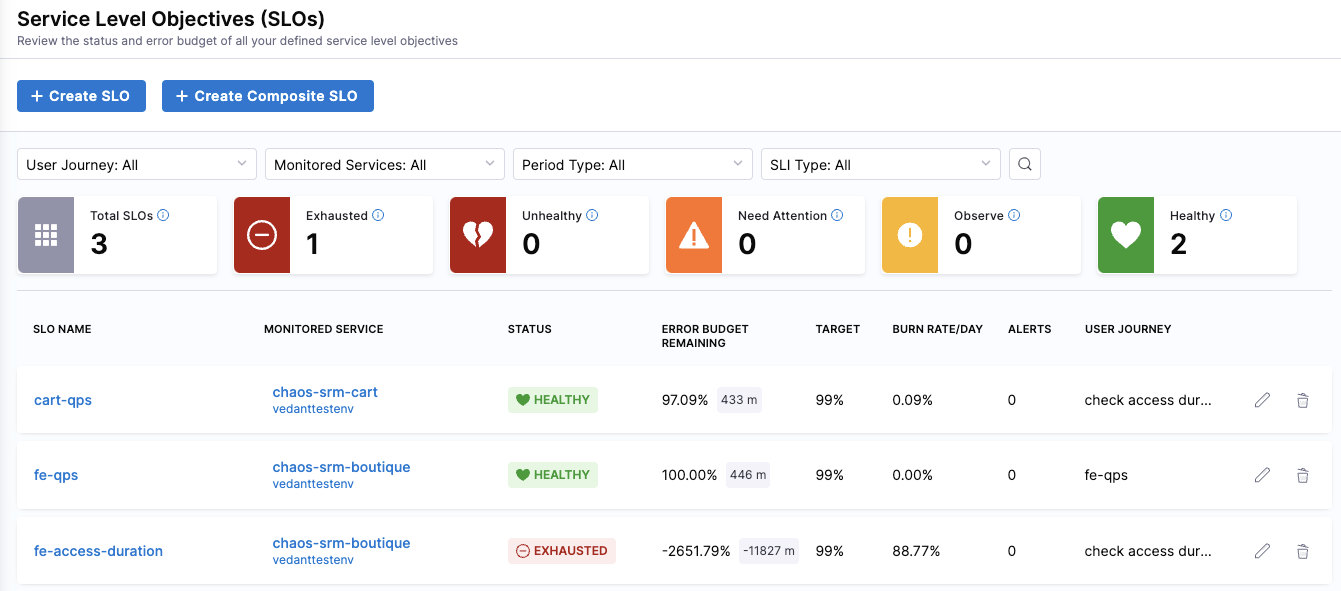 Service Level Objectives (SLOs)
Review the status and error budget of all your defined service level objectives
+ Create SLO + Create Composite SLO
User Journey: All Monitored Services: All Period Type: All SLI Type: All
Total SLOs Exhausted Unhealthy Need Attention Observe Healthy
3 1 0 0 0 2
SLO NAME MONITORED SERVICE STATUS ERROR BUDGET REMAINING TARGET BURN RATE/DAY ALERTS USER JOURNEY
cart-qps chaos-srm-cart HEALTHY 97.09% 433 m 99% 0.09% 0 check access dur...
vedanttestenv
fe-qps chaos-srm-boutique HEALTHY 100.00% 446 m 99% 0.00% 0 fe-qps
vedanttestenv
fe-access-duration chaos-srm-boutique EXHAUSTED -2651.79% -11827 m 99% 88.77% 0 check access dur...
vedanttestenv